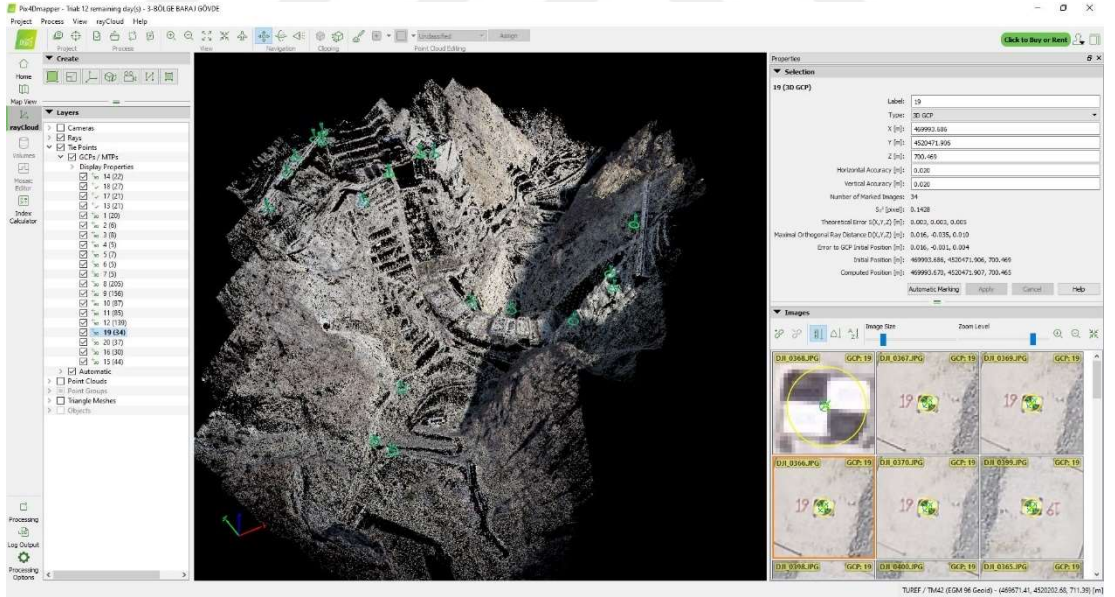 Pix4Dmapper - Trial: 12 remaining day(s) - 3-BÖLGE BARAJ GÖVDE
Project Process View rayCloud Help
Project Process View Navigation Clipping Point Cloud Editing
Unclassified Assign
Click to Buy or Rent
Home
Map View
rayCloud
Volumes
Mosaic Editor
Index Calculator
Processing
Log Output
Processing Options
Create
Layers
Cameras
Rays
Tie Points
GCPs / MTPs
Display Properties
14 (22)
18 (27)
17 (21)
13 (21)
1 (20)
2 (6)
3 (8)
4 (5)
5 (7)
6 (5)
7 (5)
8 (205)
9 (156)
10 (87)
11 (85)
12 (139)
19 (34)
20 (37)
16 (30)
15 (44)
Automatic
Point Clouds
Point Groups
Triangle Meshes
Objects
Properties
Selection
19 (3D GCP)
Label: 19
Type: 3D GCP
X [m]: 469993.686
Y [m]: 4520471.906
Z [m]: 700.469
Horizontal Accuracy [m]: 0.020
Vertical Accuracy [m]: 0.020
Number of Marked Images: 34
S₀² [pixel]: 0.1428
Theoretical Error S(X,Y,Z) [m]: 0.003, 0.003, 0.005
Maximal Orthogonal Ray Distance D(X,Y,Z) [m]: 0.016, -0.035, 0.010
Error to GCP Initial Position [m]: 0.016, -0.001, 0.004
Initial Position [m]: 469993.686, 4520471.906, 700.469
Computed Position [m]: 469993.670, 4520471.907, 700.465
Automatic Marking Apply Cancel Help
Images
Image Size Zoom Level
DJI_0368.JPG GCP: 19 DJI_0367.JPG GCP: 19 DJI_0369.JPG GCP: 19
19 19
DJI_0366.JPG GCP: 19 DJI_0370.JPG GCP: 19 DJI_0399.JPG GCP: 19
19 19 19
DJI_0398.JPG GCP: 19 DJI_0400.JPG GCP: 19 DJI_0365.JPG GCP: 19
TUREF / TM42 (EGM 96 Geoid) - (469671.41, 4520202.68, 711.39) [m]